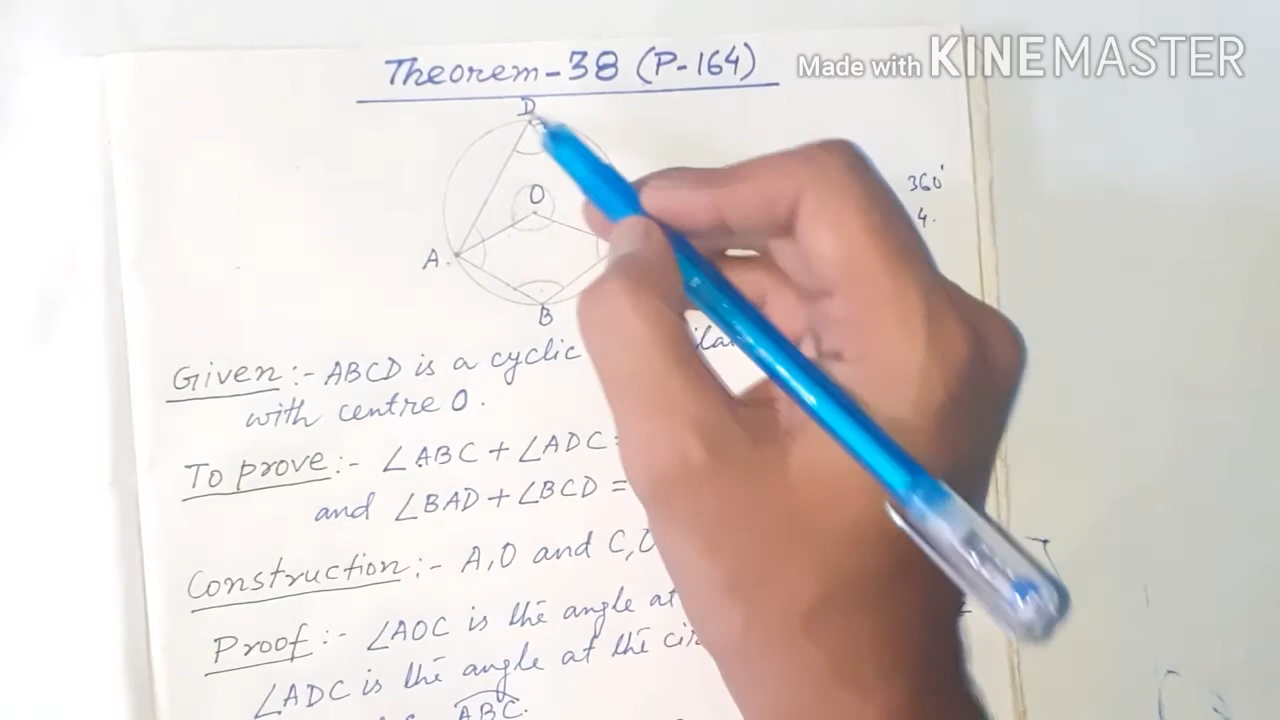 Theorem-38 (P-164)
Made with KINEMASTER
D
360°
4.
O
A
B
Given:- ABCD is a cyclic
with centre O.
To prove:- ∠ABC + ∠ADC =
and ∠BAD + ∠BCD =
Construction:- A,O and C,O
Proof:- ∠AOC is the angle at
∠ADC is the angle at the
ABC.